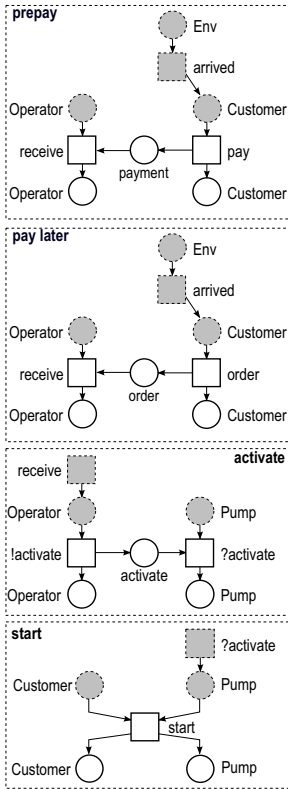 prepay
Env
arrived
Operator Customer
receive pay
payment
Operator Customer
pay later
Env
arrived
Operator Customer
receive order
order
Operator Customer
activate
receive
Operator Pump
!activate ?activate
activate
Operator Pump
start
?activate
Customer Pump
start
Customer Pump